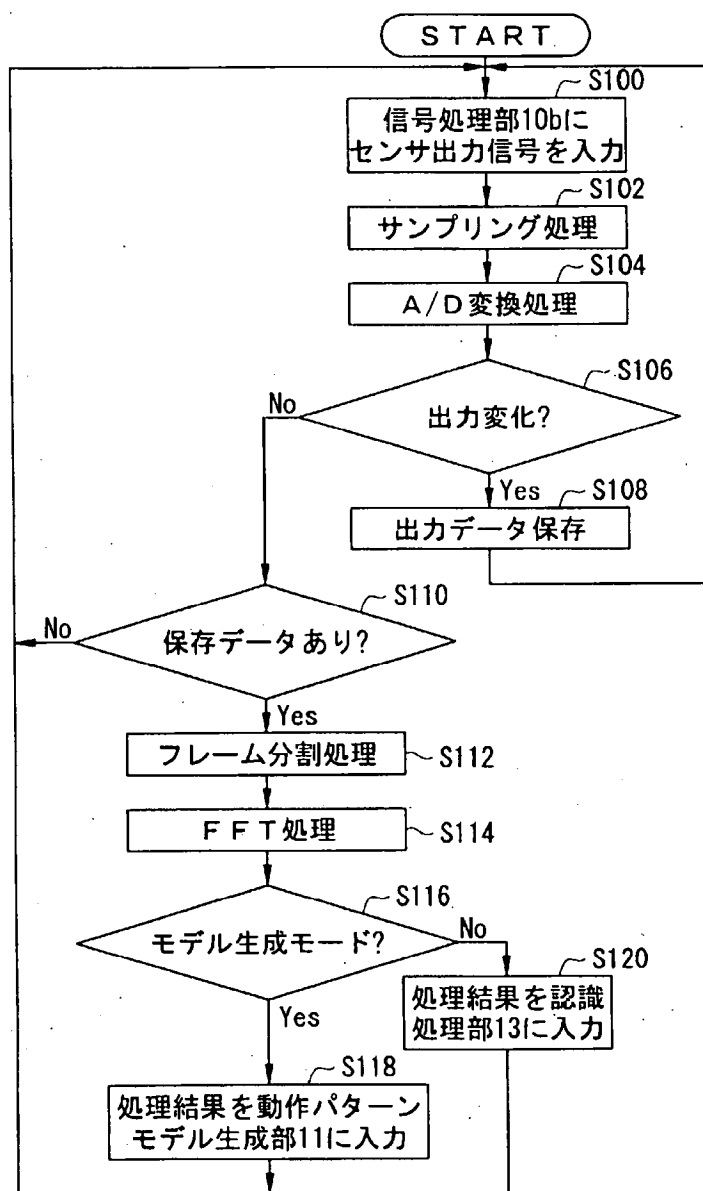 START
S100
信号処理部10bに
センサ出力信号を入力
S102
サンプリング処理
S104
A/D変換処理
S106
出力変化?
No
Yes
S108
出力データ保存
S110
保存データあり?
No
Yes
フレーム分割処理
S112
FFT処理
S114
S116
モデル生成モード?
No
Yes
S120
処理結果を認識
処理部13に入力
S118
処理結果を動作パターン
モデル生成部11に入力